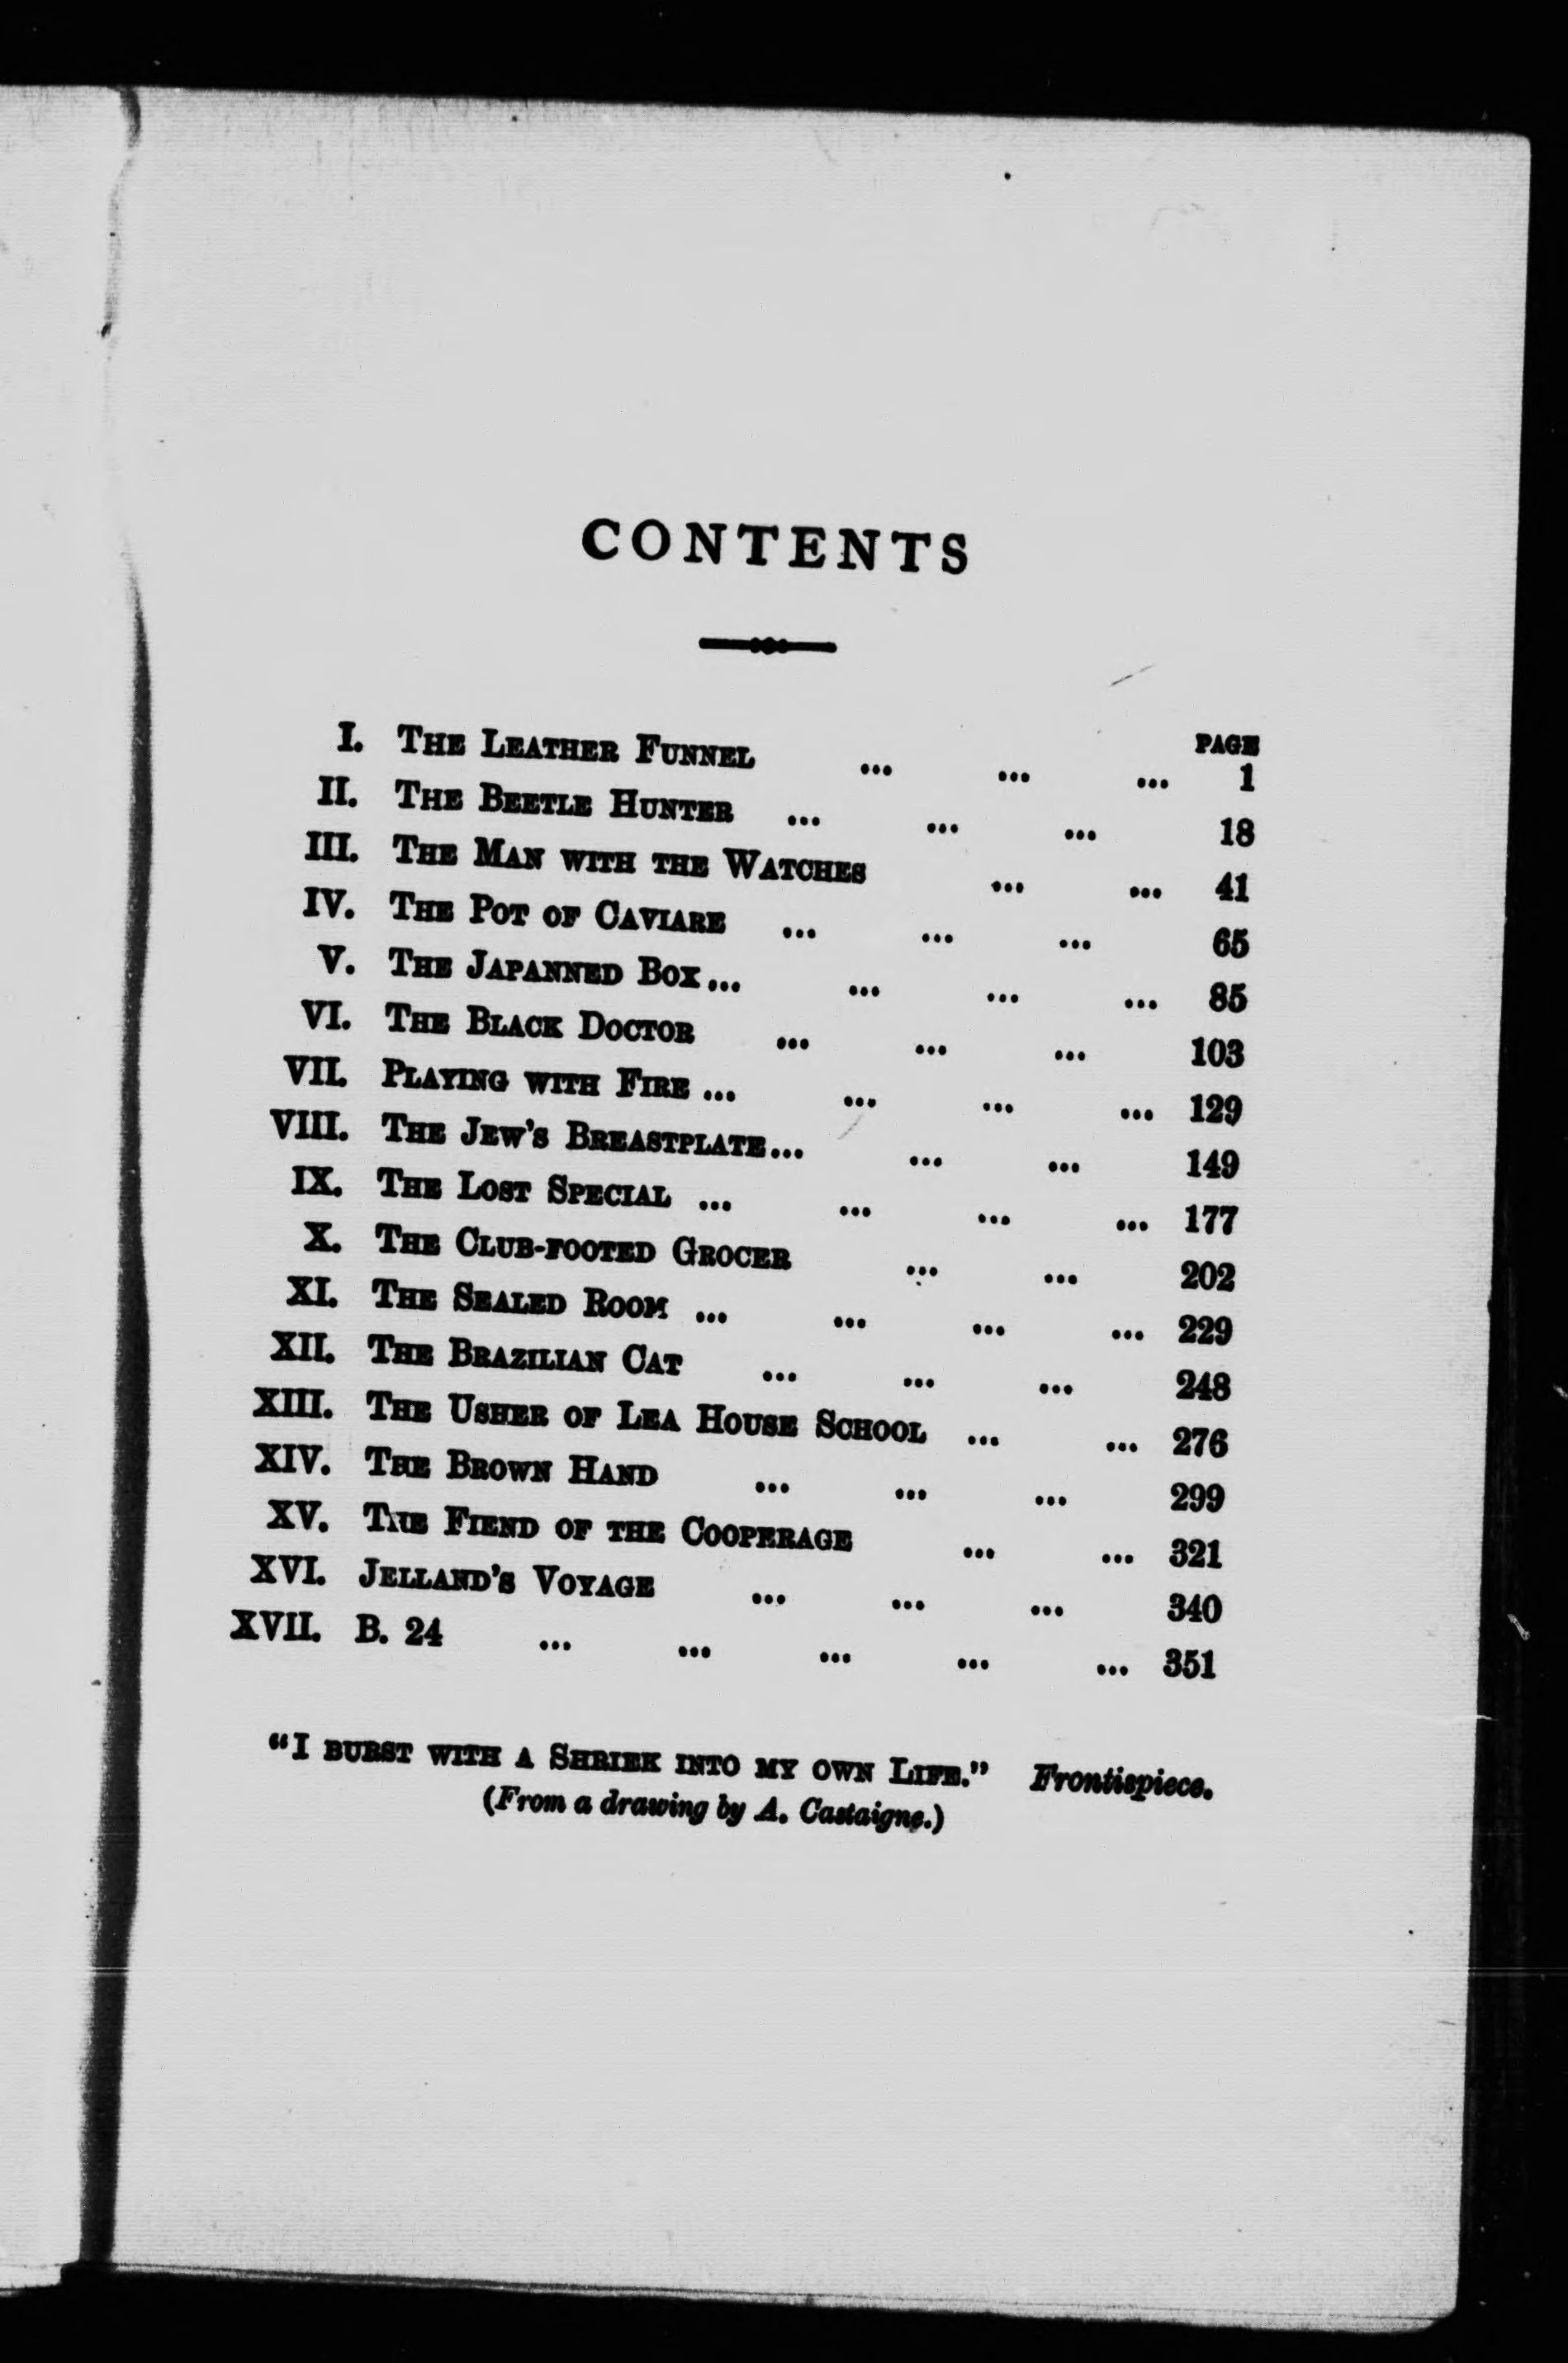 CONTENTS
PAGE
I. The Leather Funnel ... ... ... 1
II. The Beetle Hunter ... ... ... 18
III. The Man with the Watches ... ... 41
IV. The Pot of Caviare ... ... ... 65
V. The Japanned Box ... ... ... ... 85
VI. The Black Doctor ... ... ... 103
VII. Playing with Fire ... ... ... ... 129
VIII. The Jew's Breastplate ... ... ... 149
IX. The Lost Special ... ... ... ... 177
X. The Club-footed Grocer ... ... 202
XI. The Sealed Room ... ... ... ... 229
XII. The Brazilian Cat ... ... ... 248
XIII. The Usher of Lea House School ... ... 276
XIV. The Brown Hand ... ... ... 299
XV. The Fiend of the Cooperage ... ... 321
XVI. Jelland's Voyage ... ... ... 340
XVII. B. 24 ... ... ... ... ... 351
"I burst with a Shriek into my own Life." Frontispiece.
(From a drawing by A. Castaigne.)